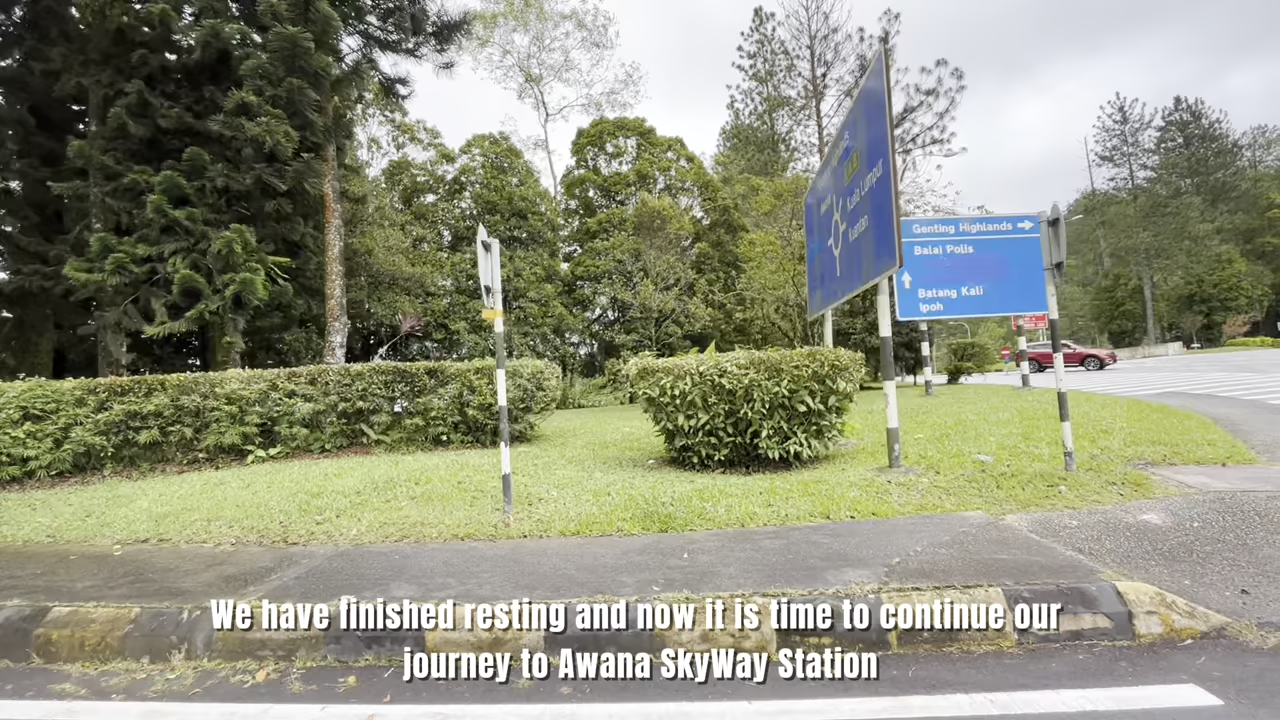 Kuala Lumpur
Kuantan
Genting Highlands
Balai Polis
Batang Kali
Ipoh
We have finished resting and now it is time to continue our
journey to Awana SkyWay Station